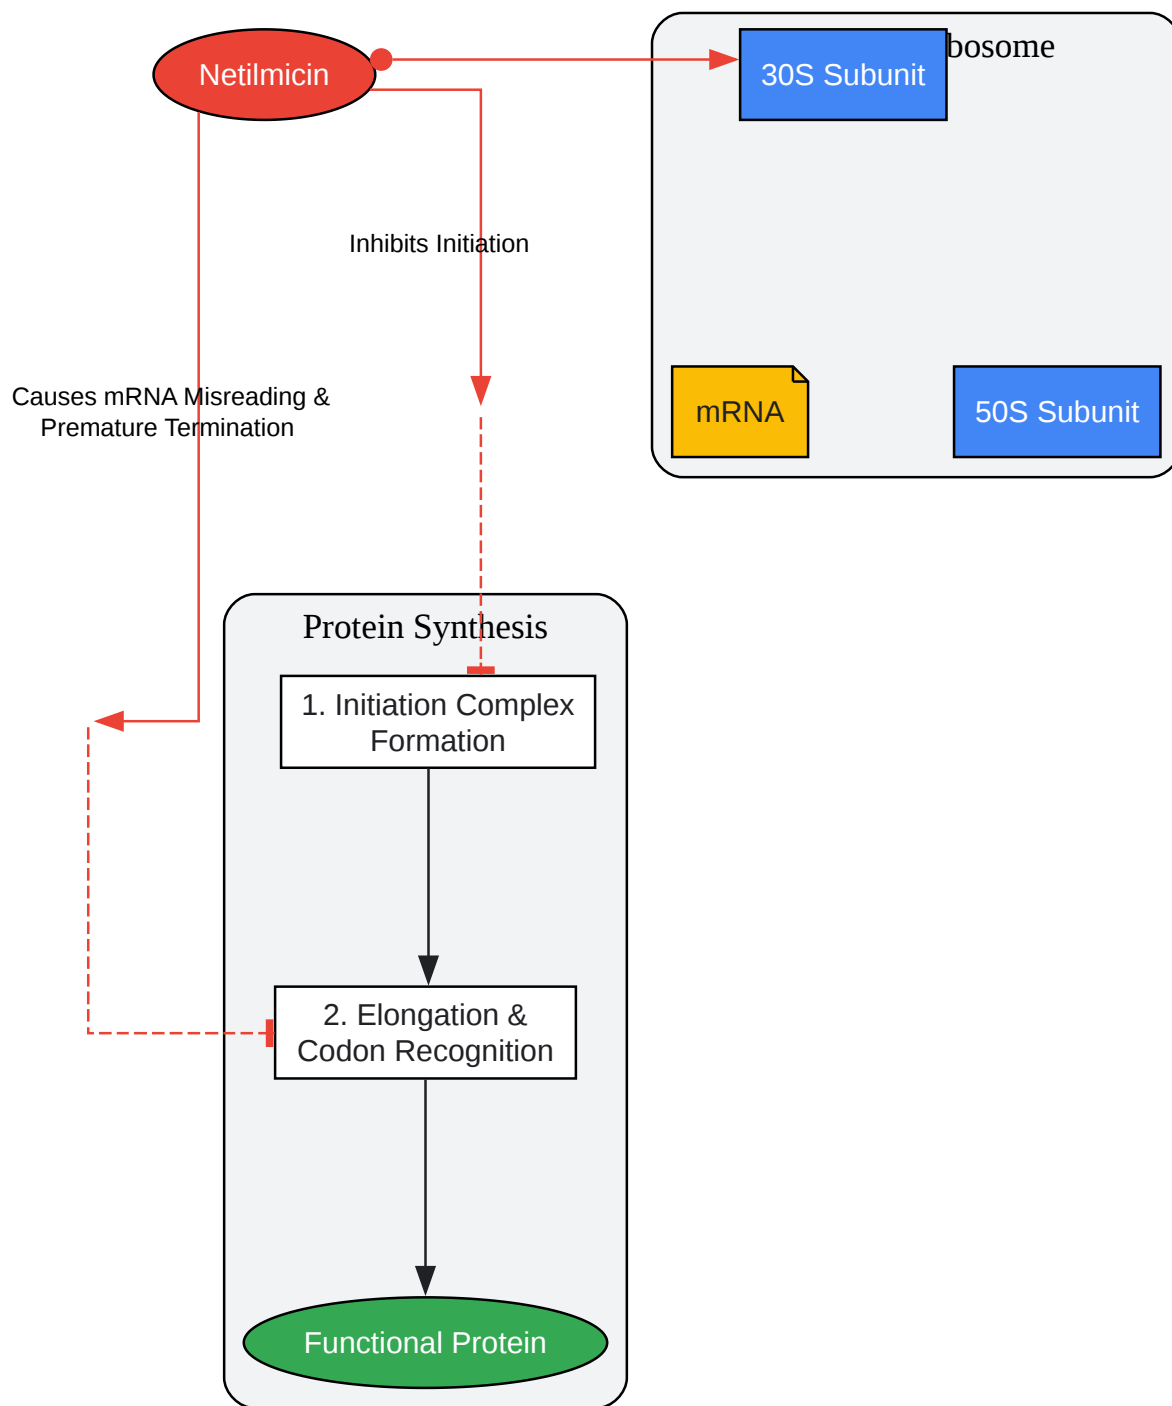 Netilmicin
30S Subunit
bosome
Inhibits Initiation
Causes mRNA Misreading &
Premature Termination
mRNA
50S Subunit
Protein Synthesis
1. Initiation Complex
Formation
2. Elongation &
Codon Recognition
Functional Protein